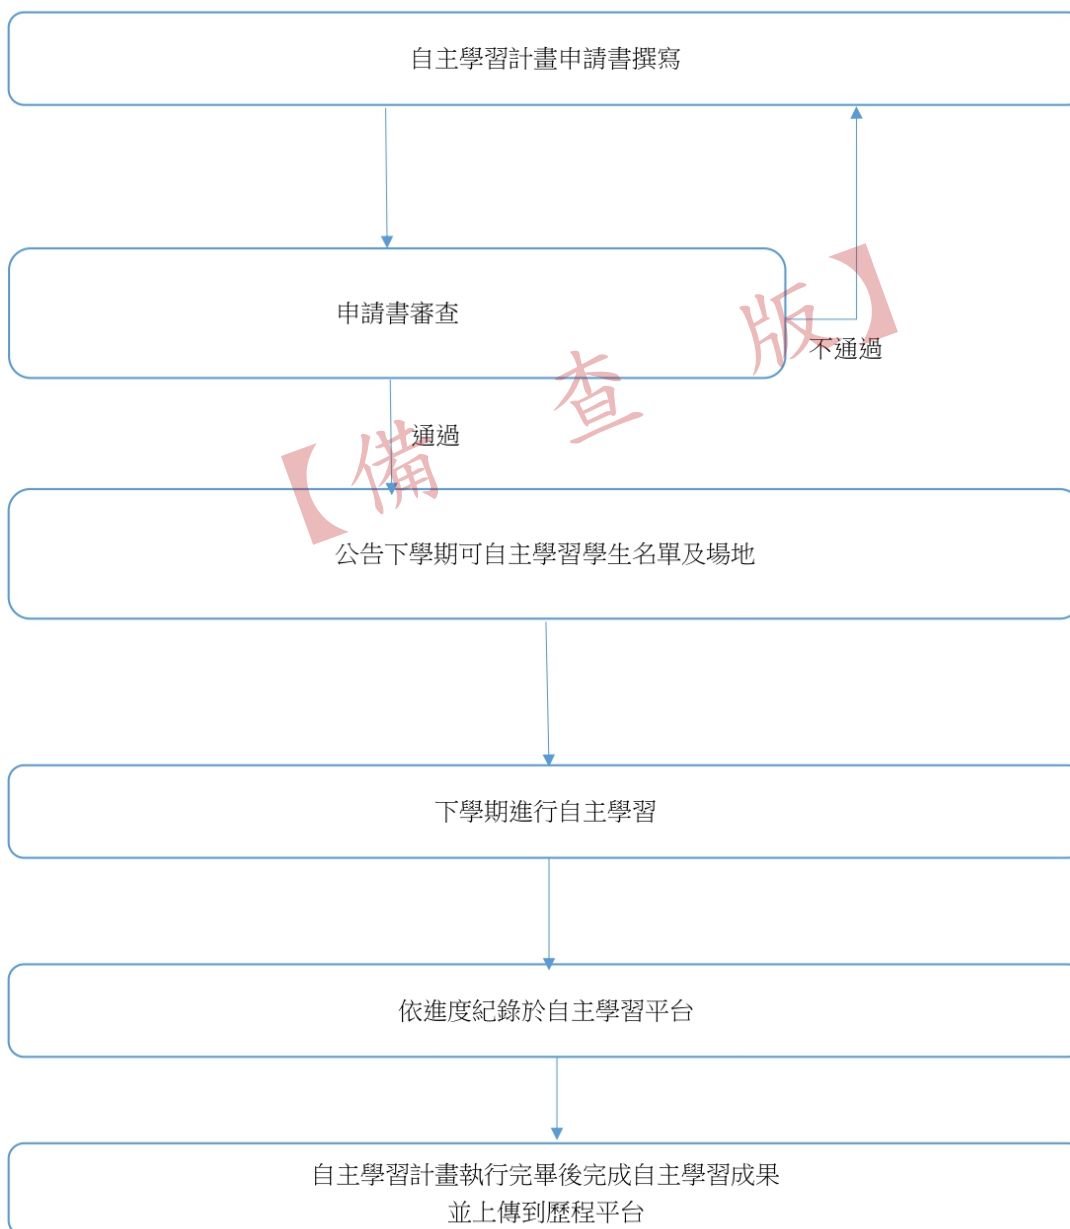 自主學習計畫申請書撰寫
申請書審查
不通過
通過
公告下學期可自主學習學生名單及場地
下學期進行自主學習
依進度紀錄於自主學習平台
自主學習計畫執行完畢後完成自主學習成果
並上傳到歷程平台
【備查版】